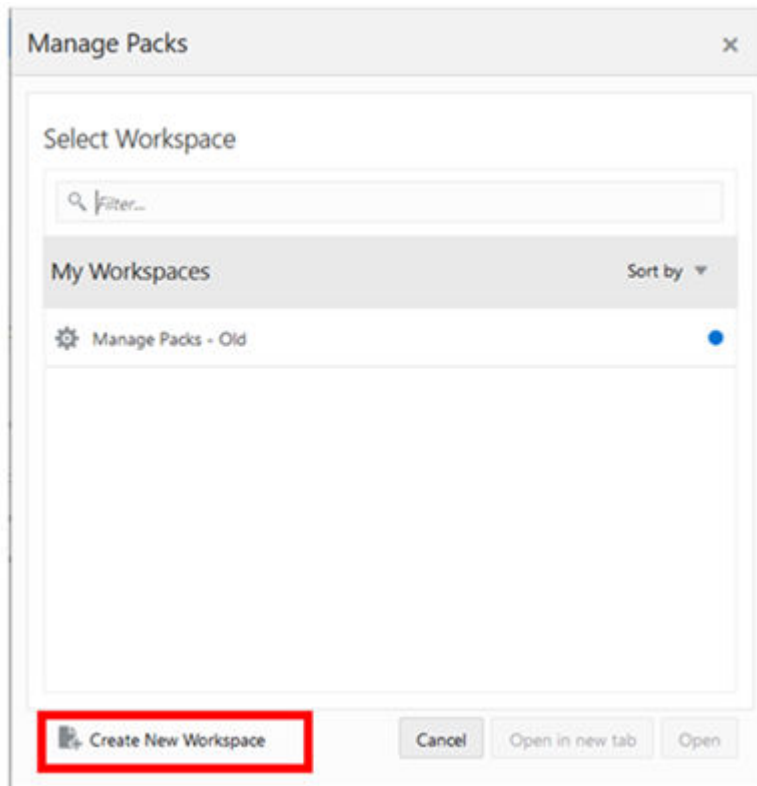 Manage Packs
Select Workspace
Filter...
My Workspaces Sort by
Manage Packs - Old
Create New Workspace Cancel Open in new tab Open